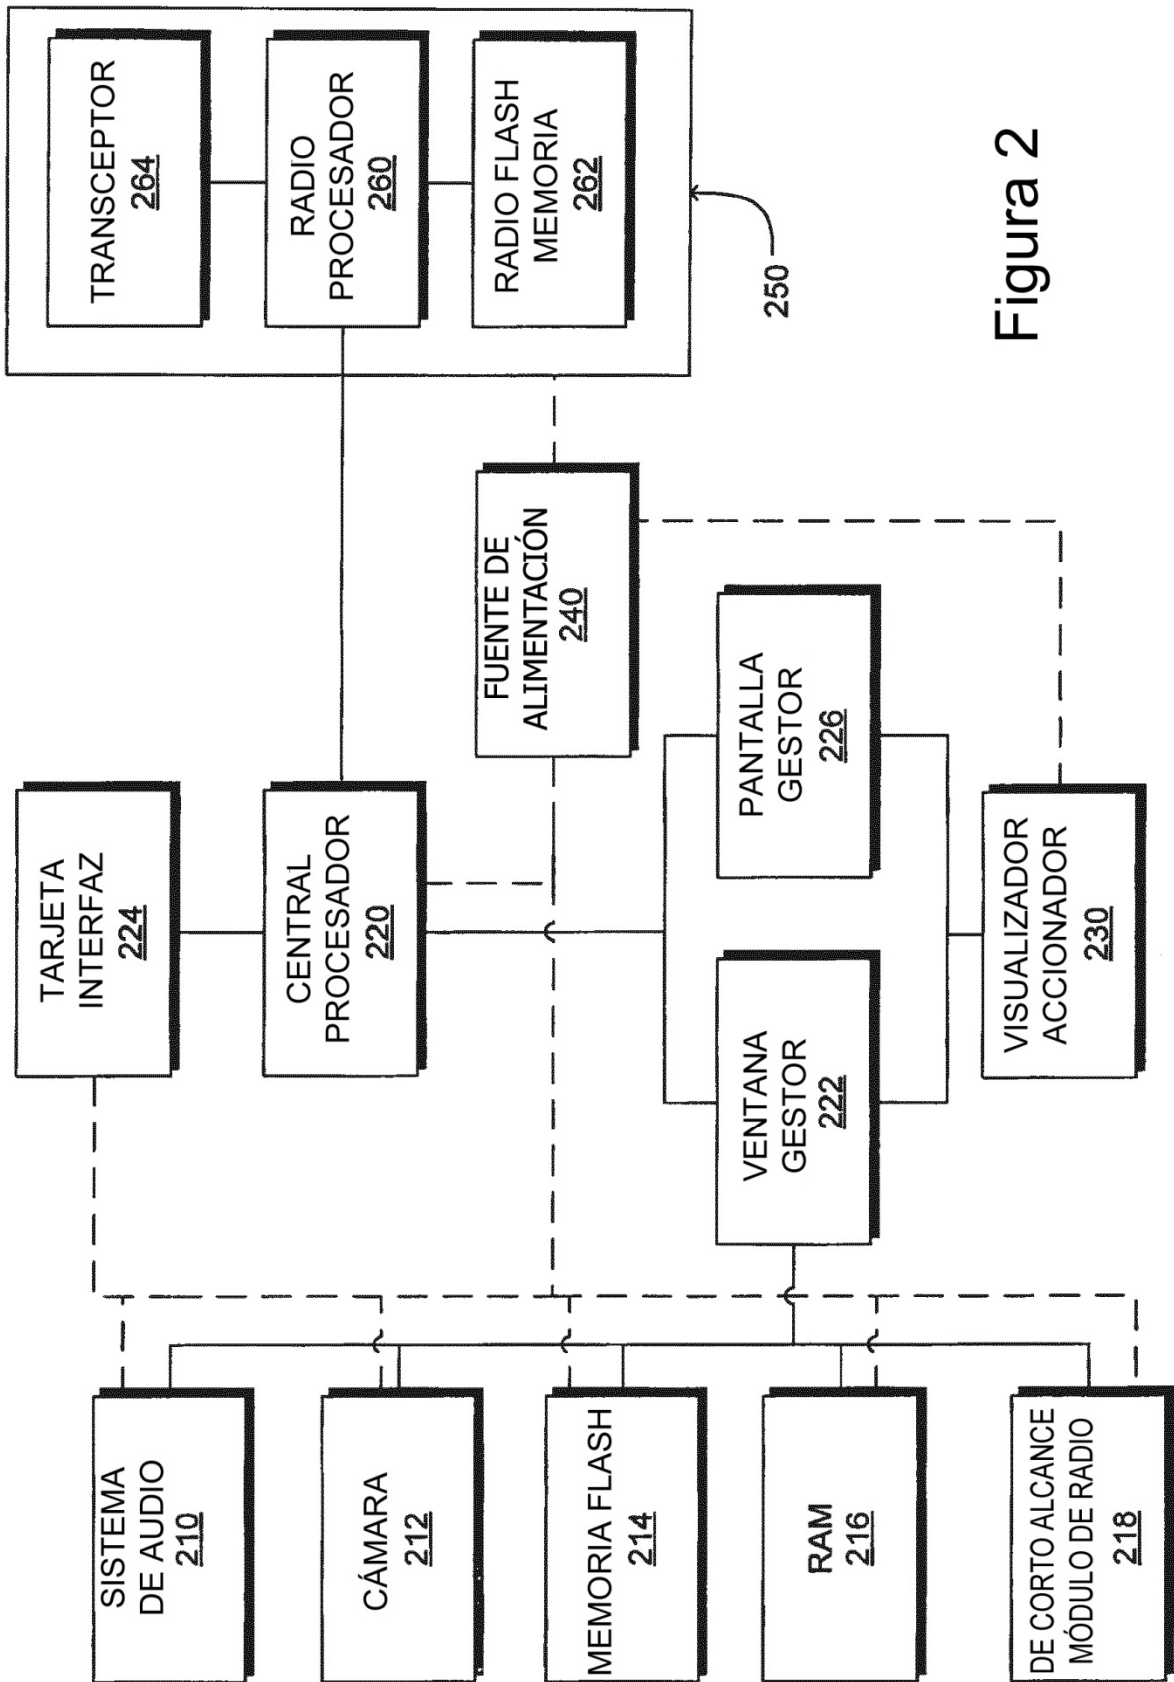 SISTEMA
DE AUDIO
210
CÁMARA
212
MEMORIA FLASH
214
RAM
216
DE CORTO ALCANCE
MÓDULO DE RADIO
218
TARJETA
INTERFAZ
224
CENTRAL
PROCESADOR
220
VENTANA
GESTOR
222
PANTALLA
GESTOR
226
VISUALIZADOR
ACCIONADOR
230
FUENTE DE
ALIMENTACIÓN
240
TRANSCEPTOR
264
RADIO
PROCESADOR
260
RADIO FLASH
MEMORIA
262
250
Figura 2